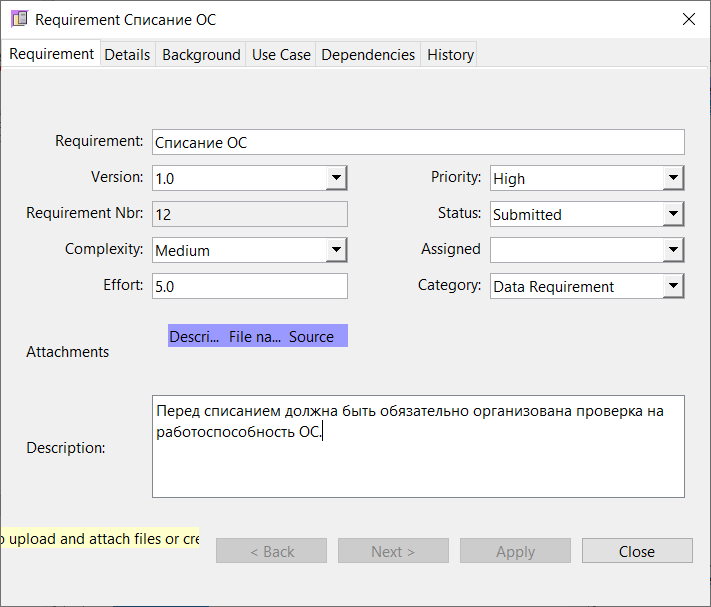 Requirement Списание ОС
Requirement Details Background Use Case Dependencies History
Requirement: Списание ОС
Version: 1.0 Priority: High
Requirement Nbr: 12 Status: Submitted
Complexity: Medium Assigned
Effort: 5.0 Category: Data Requirement
Descri... File na... Source
Attachments
Перед списанием должна быть обязательно организована проверка на
работоспособность ОС.
Description:
upload and attach files or cre
< Back Next > Apply Close